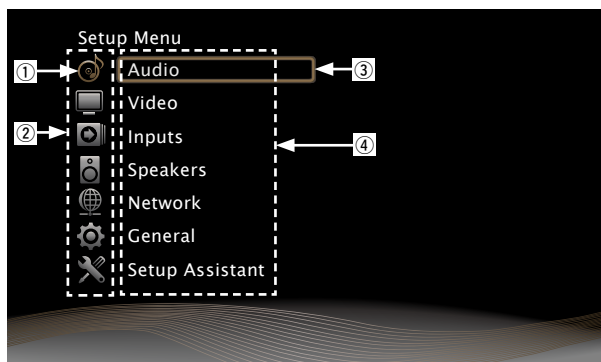 Setup Menu
① Audio ③
Video
② Inputs ④
Speakers
Network
General
Setup Assistant